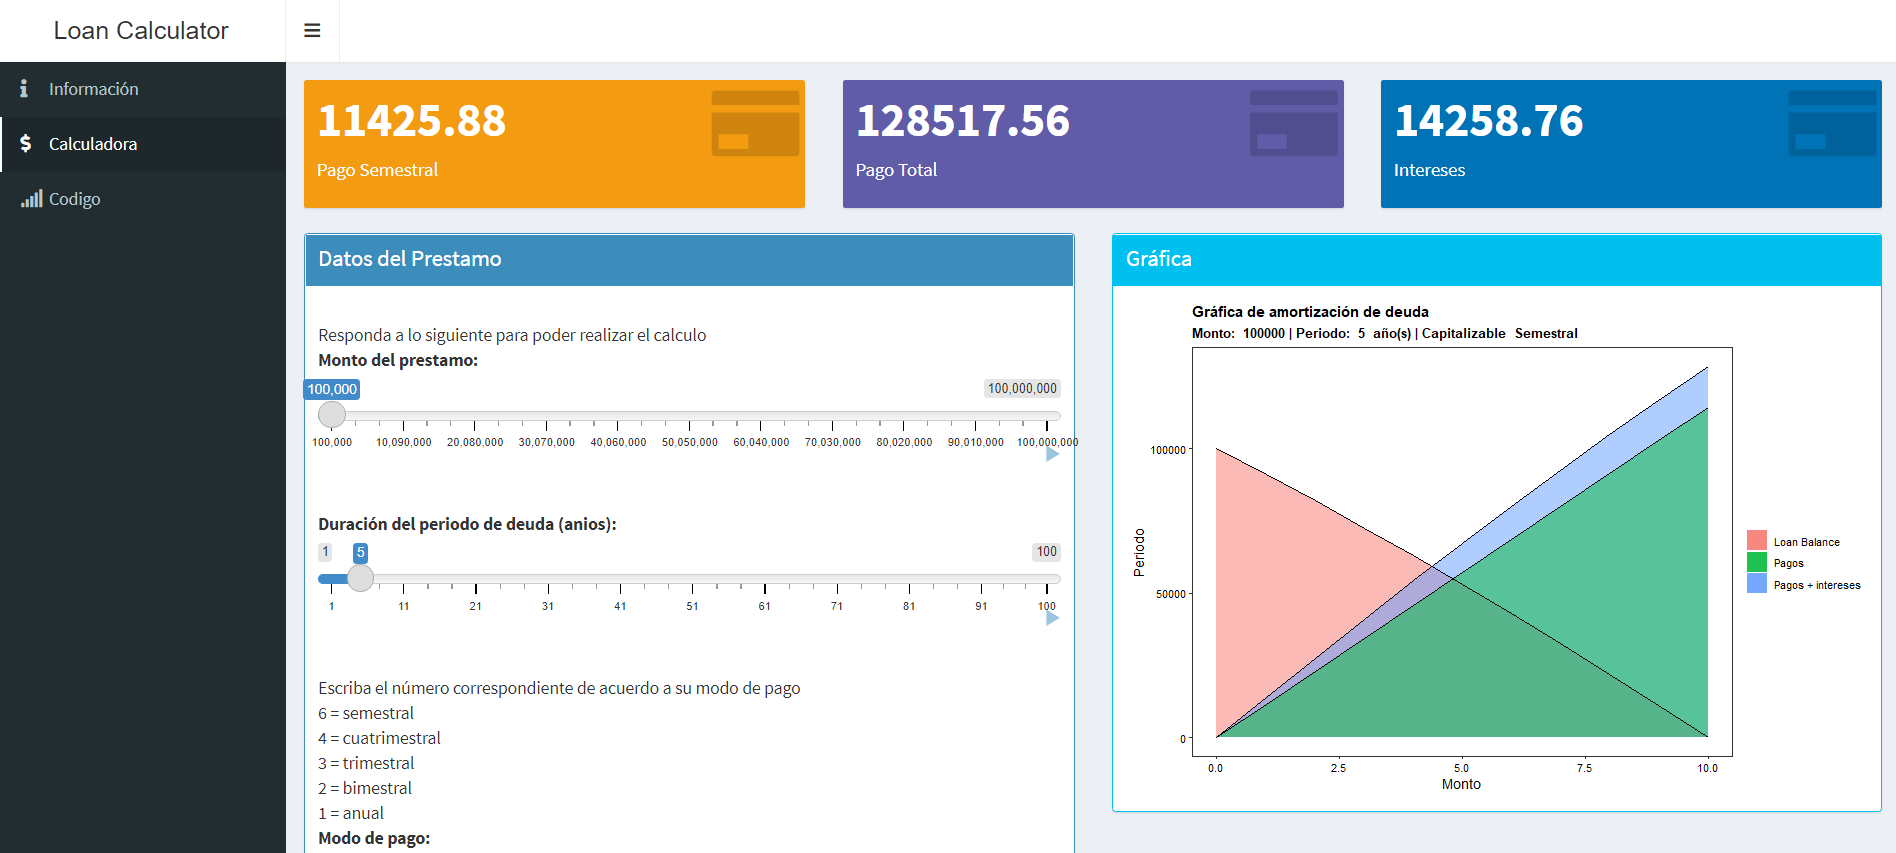 Loan Calculator
Información
Calculadora
Codigo
11425.88
Pago Semestral
128517.56
Pago Total
14258.76
Intereses
Datos del Prestamo
Responda a lo siguiente para poder realizar el calculo
Monto del prestamo:
100,000 100,000,000
100,000 10,090,000 20,080,000 30,070,000 40,060,000 50,050,000 60,040,000 70,030,000 80,020,000 90,010,000 100,000,000
Duración del periodo de deuda (anios):
1 5 100
1 11 21 31 41 51 61 71 81 91 100
Escriba el número correspondiente de acuerdo a su modo de pago
6 = semestral
4 = cuatrimestral
3 = trimestral
2 = bimestral
1 = anual
Modo de pago:
Gráfica
Gráfica de amortización de deuda
Monto: 100000 | Periodo: 5 año(s) | Capitalizable Semestral
Periodo
100000
50000
0
0.0 2.5 5.0 7.5 10.0
Monto
Loan Balance
Pagos
Pagos + intereses